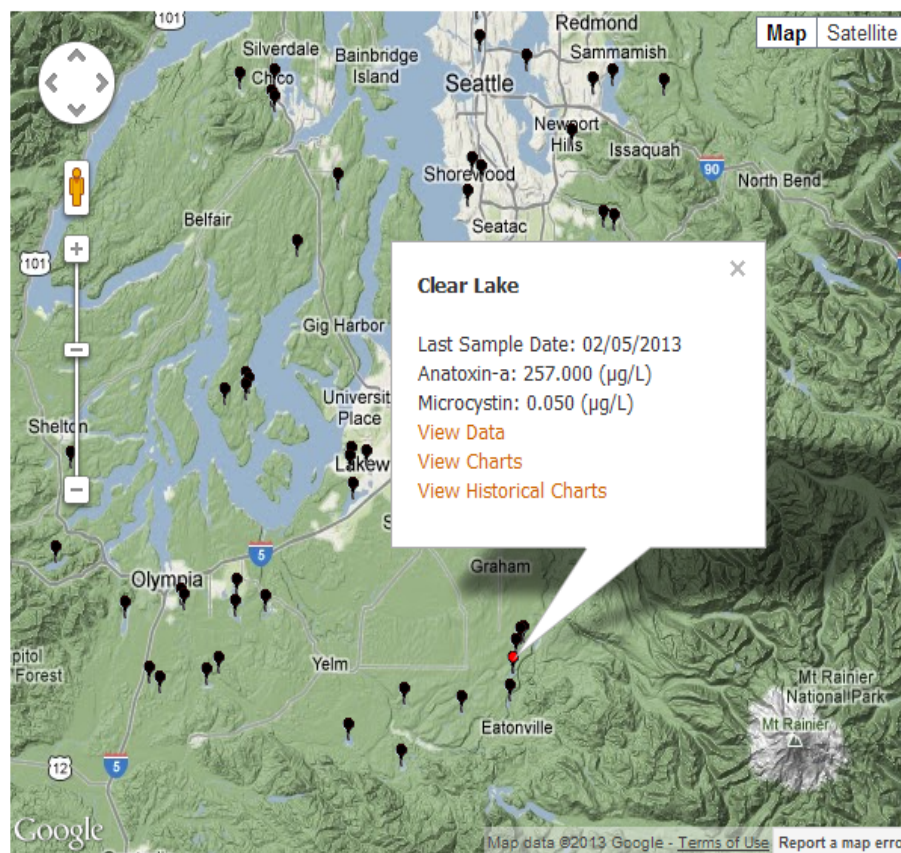 101
Redmond
Map
Satellite
Silverdale
Bainbridge
Island
Sammamish
Chico
Seattle
Newport
Hills
Issaquah
90
North Bend
Shorewood
Belfair
Seatac
101
Clear Lake
Last Sample Date: 02/05/2013
Anatoxin-a: 257.000 (µg/L)
Microcystin: 0.050 (µg/L)
View Data
View Charts
View Historical Charts
Gig Harbor
Universit
Place
Shelton
Lakew
S
5
Graham
Olympia
pitol
Forest
Yelm
Mt Rainier
National Park
Eatonville
Mt Rainier
12
5
Google
Map data ©2013 Google - Terms of Use
Report a map erro